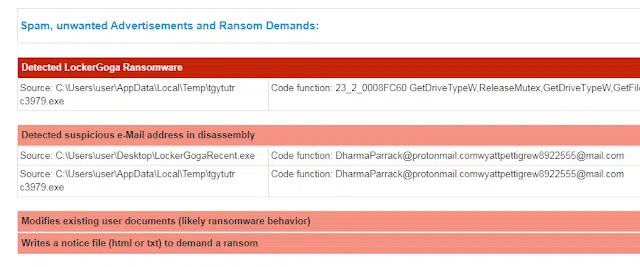 Spam, unwanted Advertisements and Ransom Demands:
Detected LockerGoga Ransomware
Source: C:\Users\user\AppData\Local\Temp\tgytutr Code function: 23_2_0008FC60 GetDriveTypeW,ReleaseMutex,GetDriveTypeW,GetFil
c3979.exe
Detected suspicious e-Mail address in disassembly
Source: C:\Users\user\Desktop\LockerGogaRecent.exe Code function: DharmaParrack@protonmail.comwyattpettigrew8922555@mail.com
Source: C:\Users\user\AppData\Local\Temp\tgytutr Code function: DharmaParrack@protonmail.comwyattpettigrew8922555@mail.com
c3979.exe
Modifies existing user documents (likely ransomware behavior)
Writes a notice file (html or txt) to demand a ransom